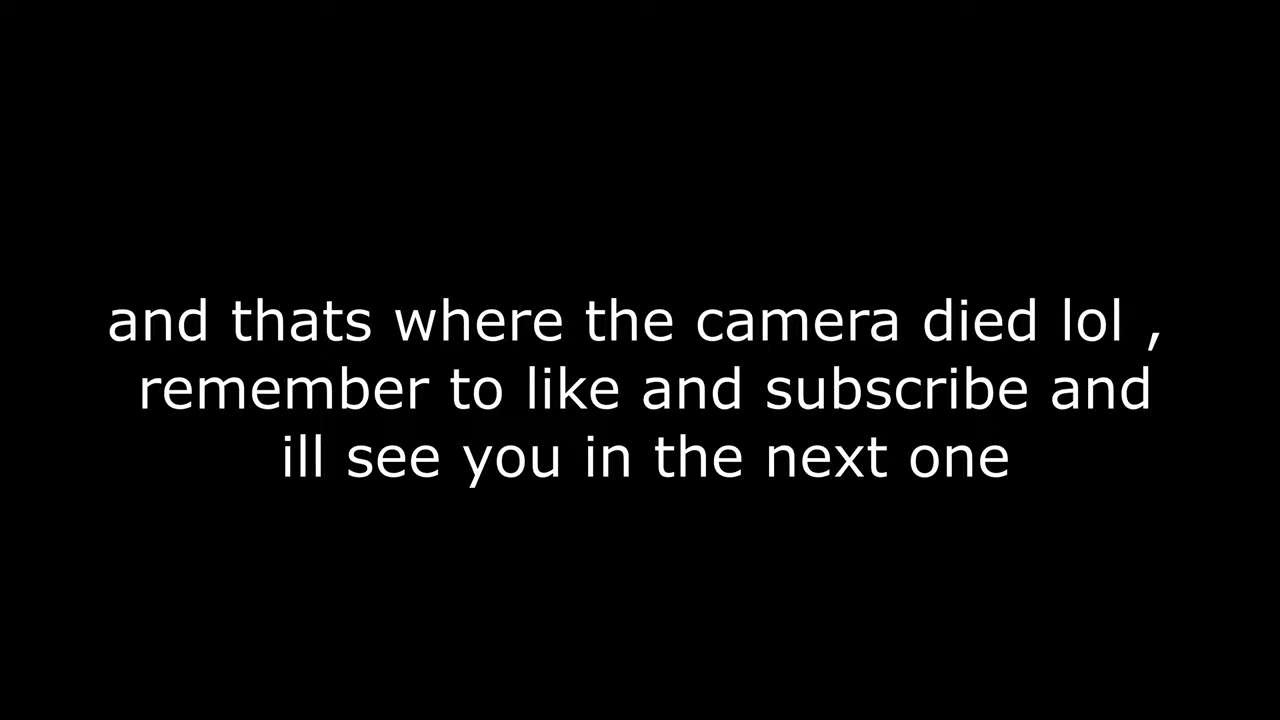 and thats where the camera died lol ,
remember to like and subscribe and
ill see you in the next one